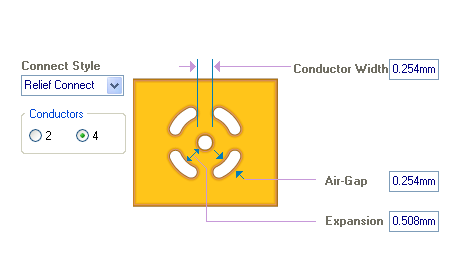 Connect Style
Relief Connect
Conductors
2
4
Conductor Width 0.254mm
Air-Gap 0.254mm
Expansion 0.508mm